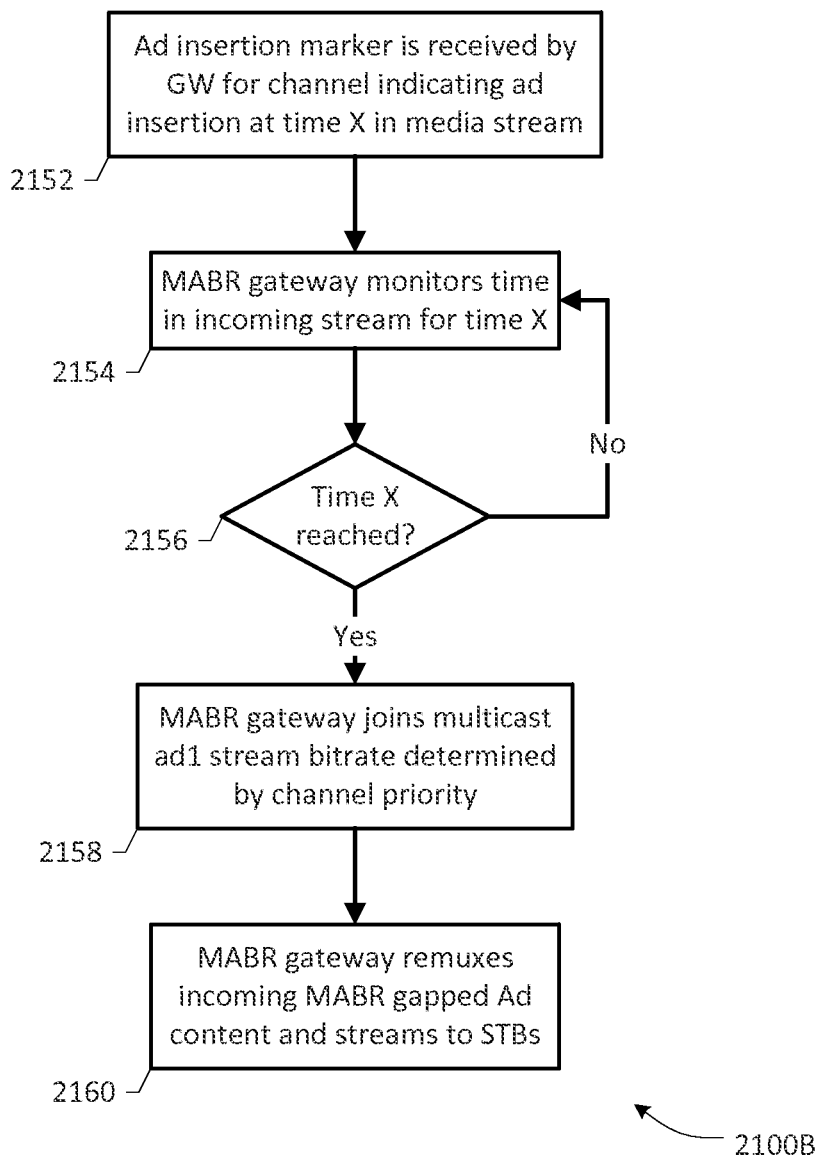 Ad insertion marker is received by
GW for channel indicating ad
insertion at time X in media stream
2152
MABR gateway monitors time
in incoming stream for time X
2154
No
Time X
reached?
2156
Yes
MABR gateway joins multicast
ad1 stream bitrate determined
by channel priority
2158
MABR gateway remuxes
incoming MABR gapped Ad
content and streams to STBs
2160
2100B